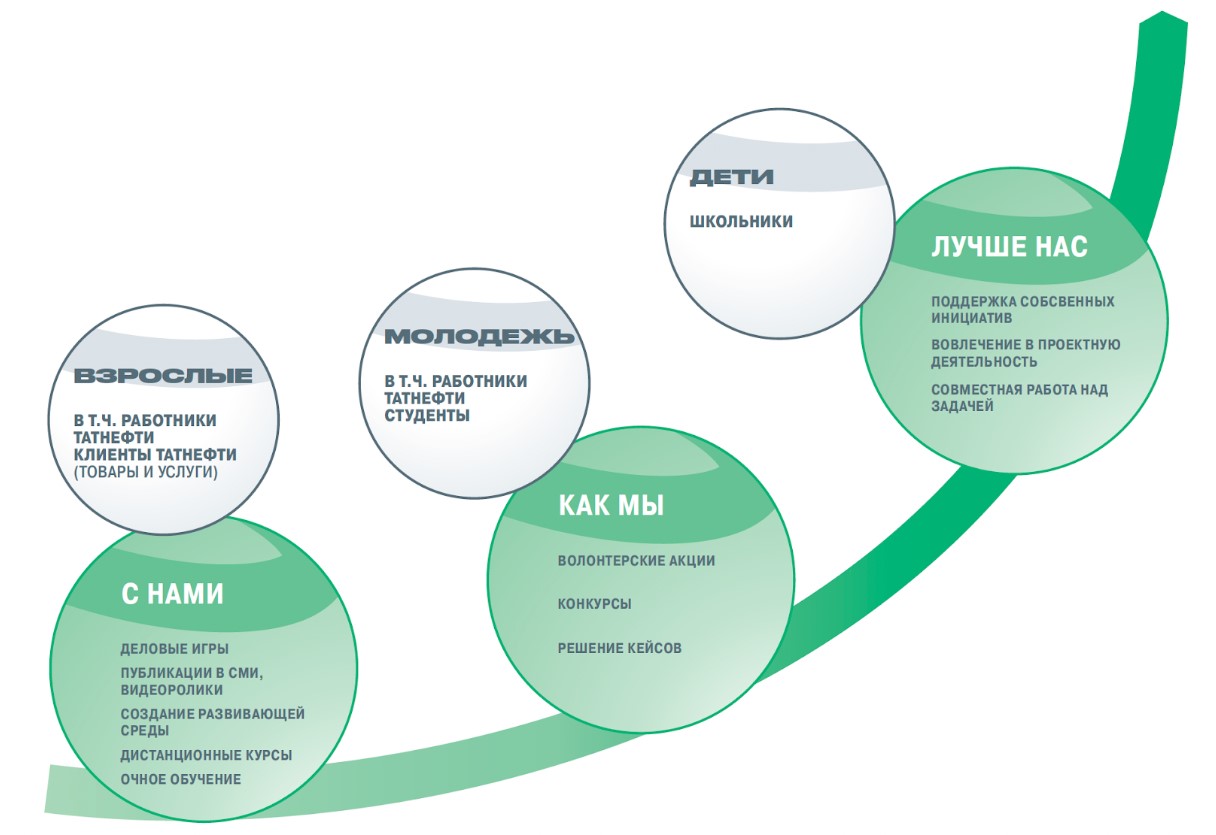 ВЗРОСЛЫЕ
В Т.Ч. РАБОТНИКИ
ТАТНЕФТИ
КЛИЕНТЫ ТАТНЕФТИ
(ТОВАРЫ И УСЛУГИ)
С НАМИ
ДЕЛОВЫЕ ИГРЫ
ПУБЛИКАЦИИ В СМИ,
ВИДЕОРОЛИКИ
СОЗДАНИЕ РАЗВИВАЮЩЕЙ
СРЕДЫ
ДИСТАНЦИОННЫЕ КУРСЫ
ОЧНОЕ ОБУЧЕНИЕ
МОЛОДЕЖЬ
В Т.Ч. РАБОТНИКИ
ТАТНЕФТИ
СТУДЕНТЫ
КАК МЫ
ВОЛОНТЕРСКИЕ АКЦИИ
КОНКУРСЫ
РЕШЕНИЕ КЕЙСОВ
ДЕТИ
ШКОЛЬНИКИ
ЛУЧШЕ НАС
ПОДДЕРЖКА СОБСВЕННЫХ
ИНИЦИАТИВ
ВОВЛЕЧЕНИЕ В ПРОЕКТНУЮ
ДЕЯТЕЛЬНОСТЬ
СОВМЕСТНАЯ РАБОТА НАД
ЗАДАЧЕЙ